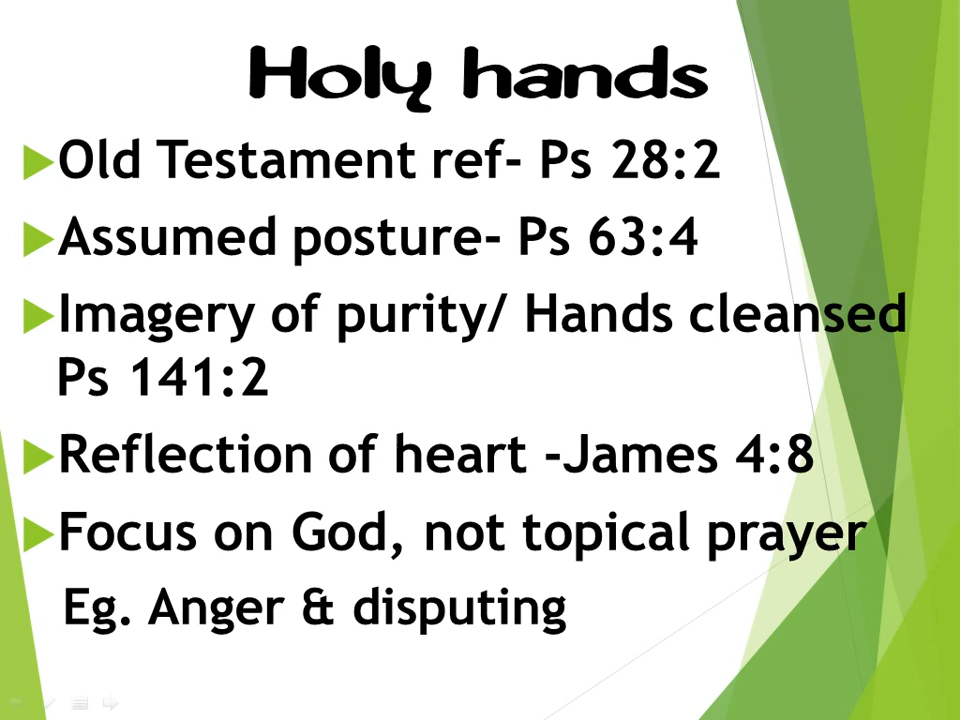 Holy hands
Old Testament ref- Ps 28:2
Assumed posture- Ps 63:4
Imagery of purity/ Hands cleansed
Ps 141:2
Reflection of heart -James 4:8
Focus on God, not topical prayer
Eg. Anger & disputing